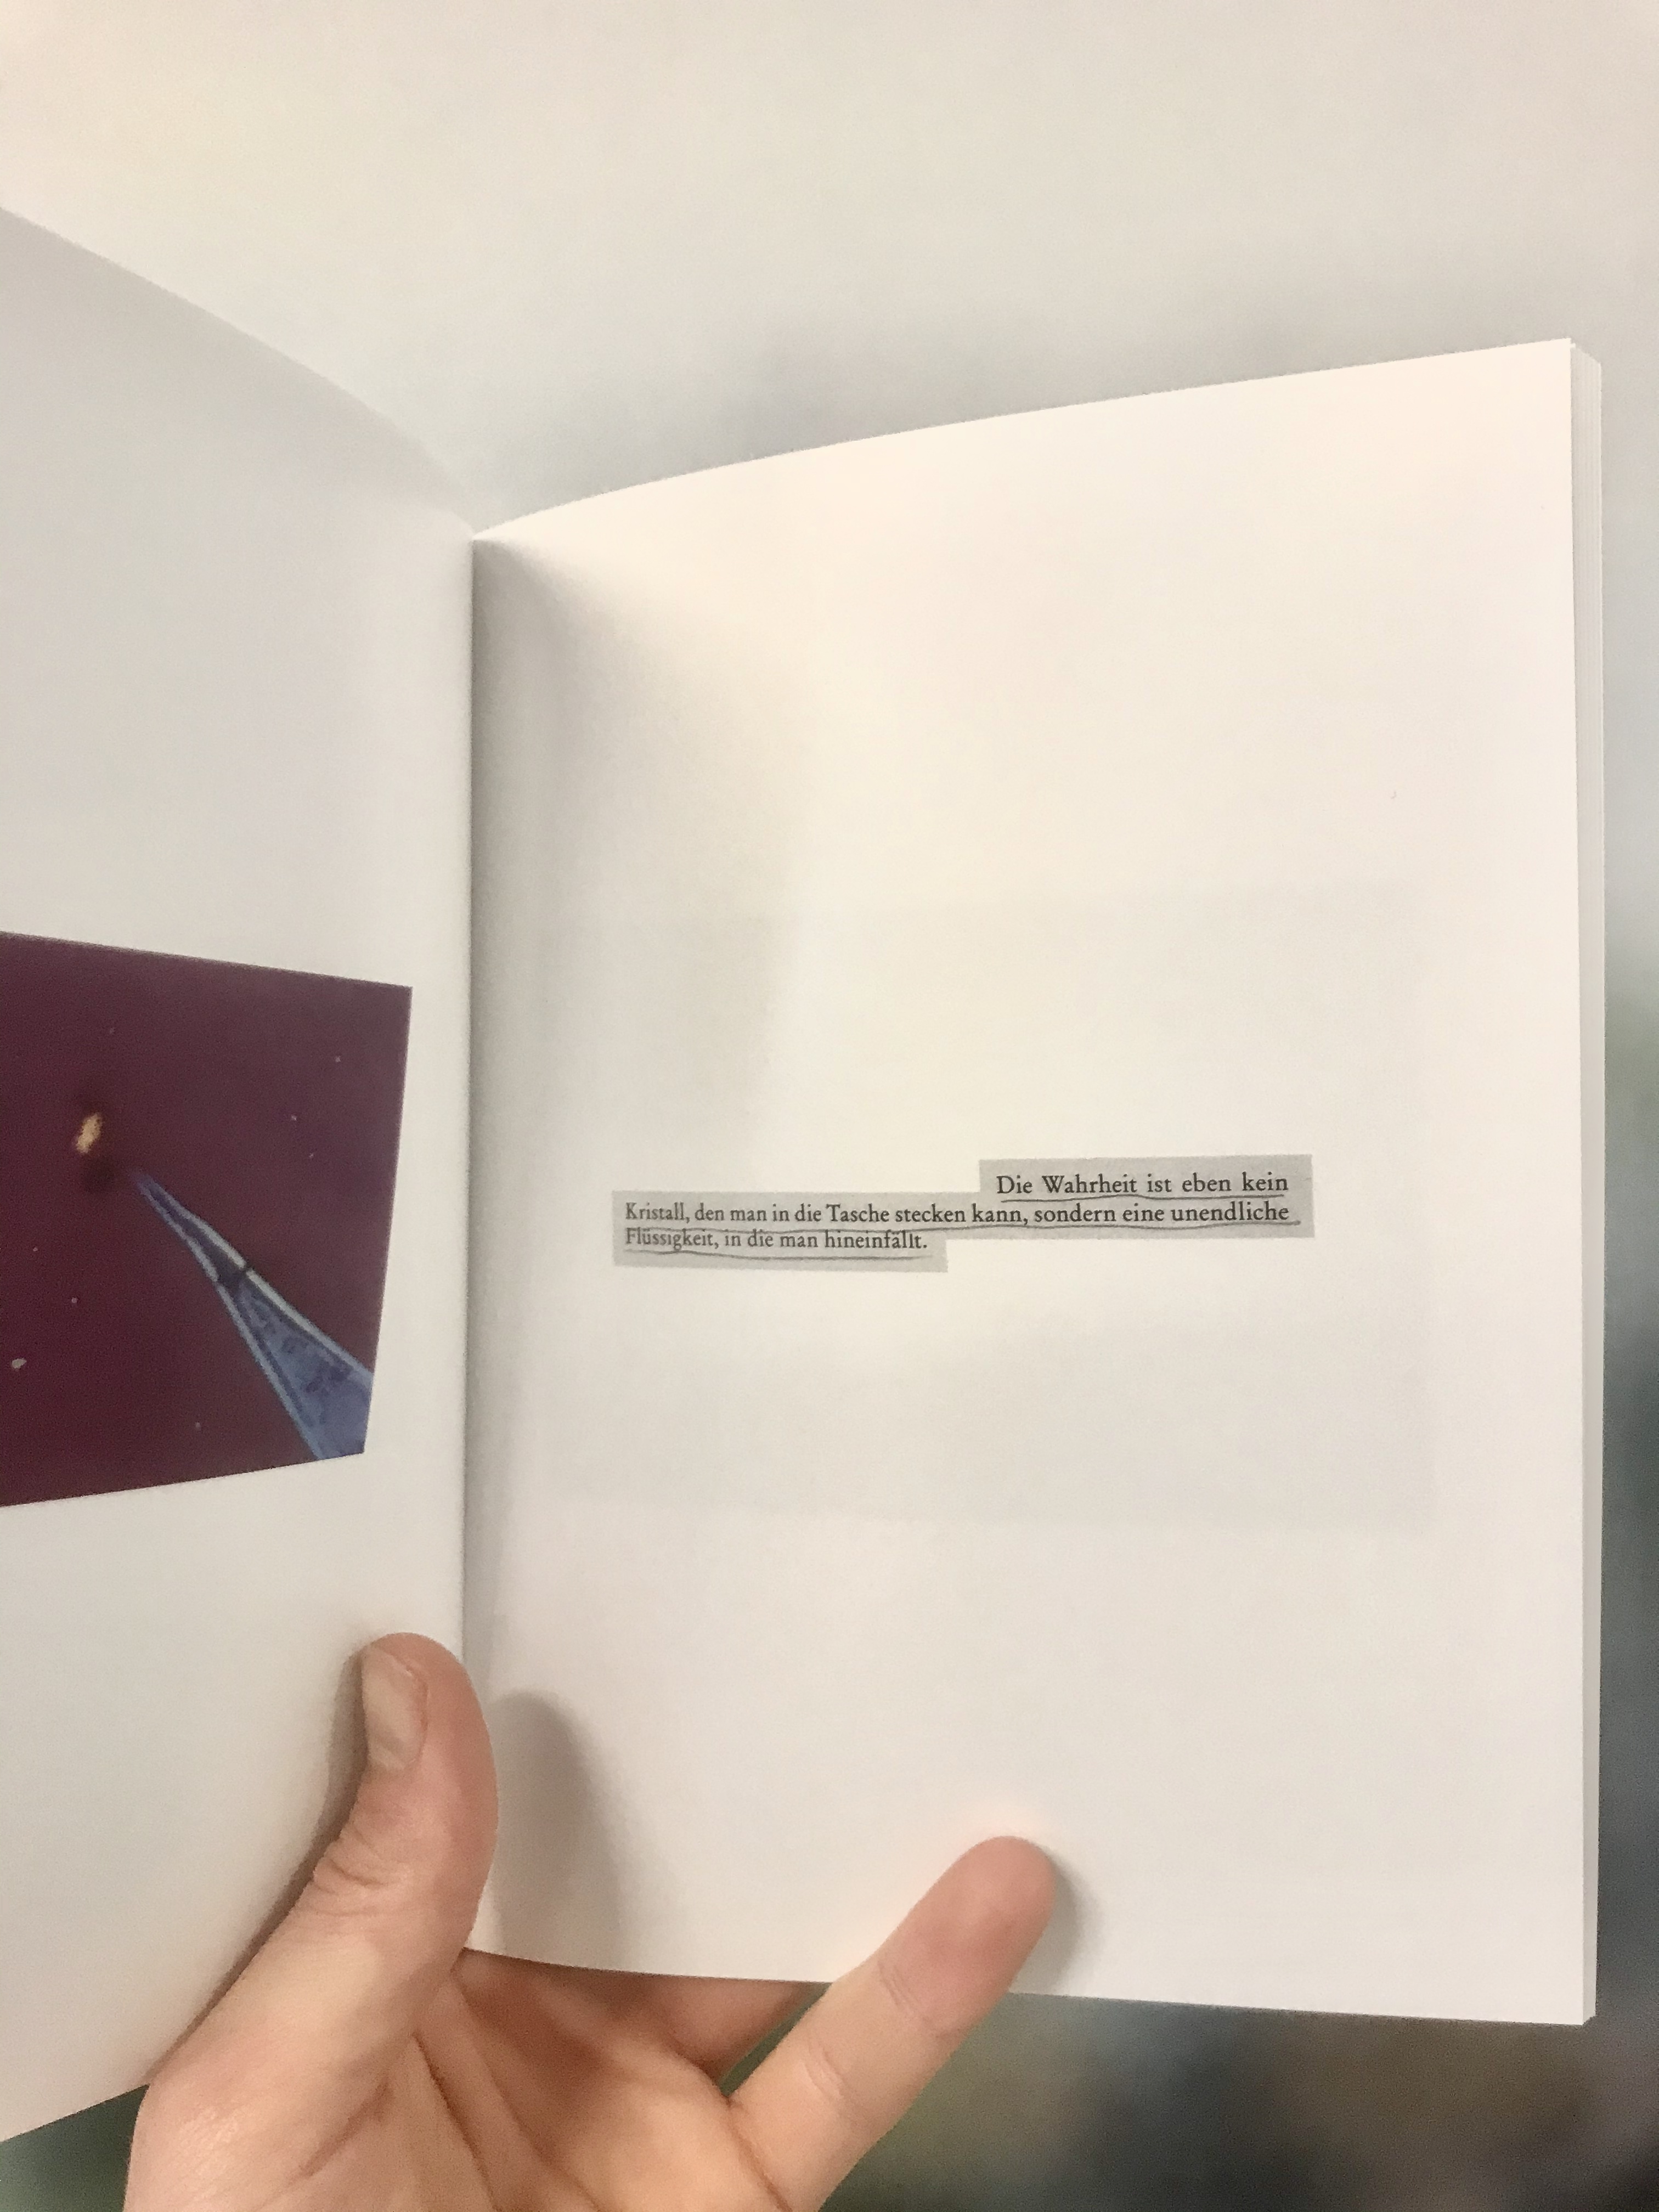 Die Wahrheit ist eben kein
Kristall, den man in die Tasche stecken kann, sondern eine unendliche
Flüssigkeit, in die man hineinfällt.